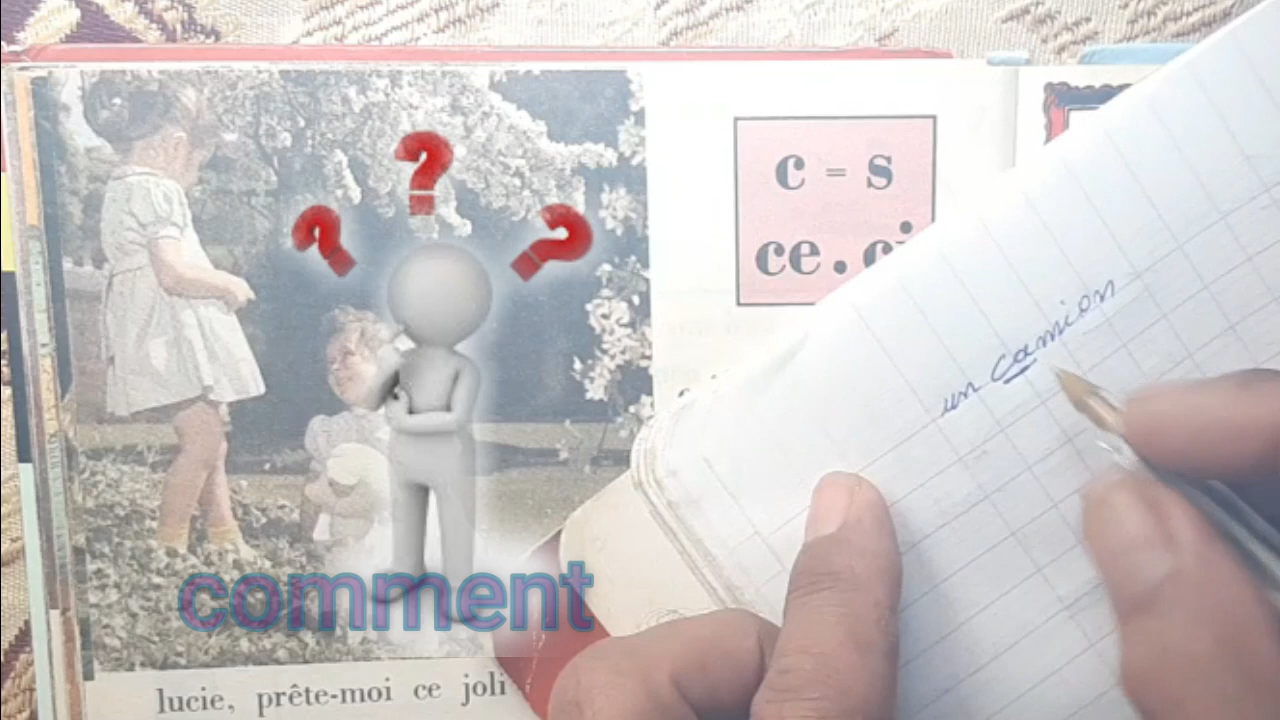 c = s
ce . ci
un camion
comment
lucie, prête-moi ce joli